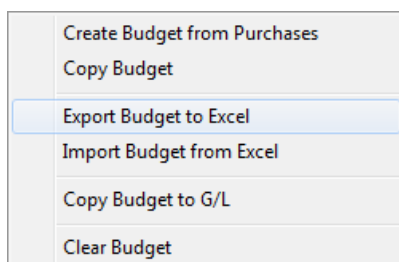 Create Budget from Purchases
Copy Budget
Export Budget to Excel
Import Budget from Excel
Copy Budget to G/L
Clear Budget